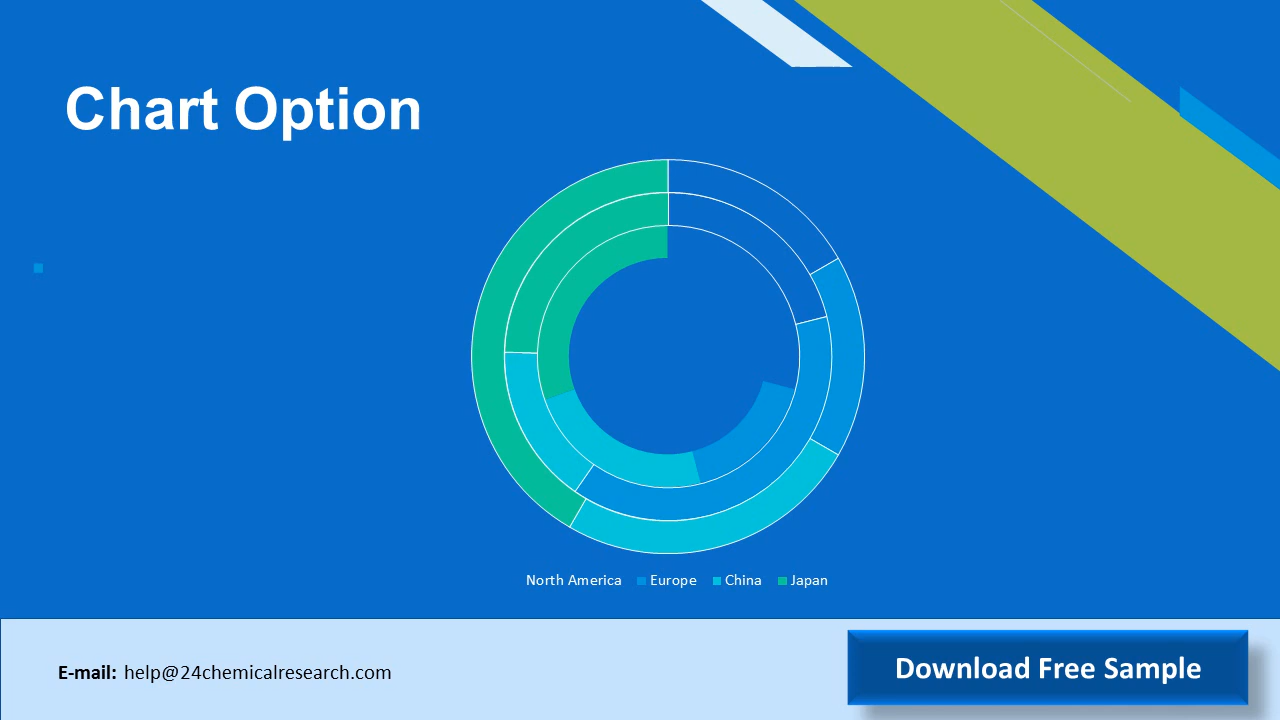 Chart Option
North America Europe China Japan
E-mail: help@24chemicalresearch.com
Download Free Sample